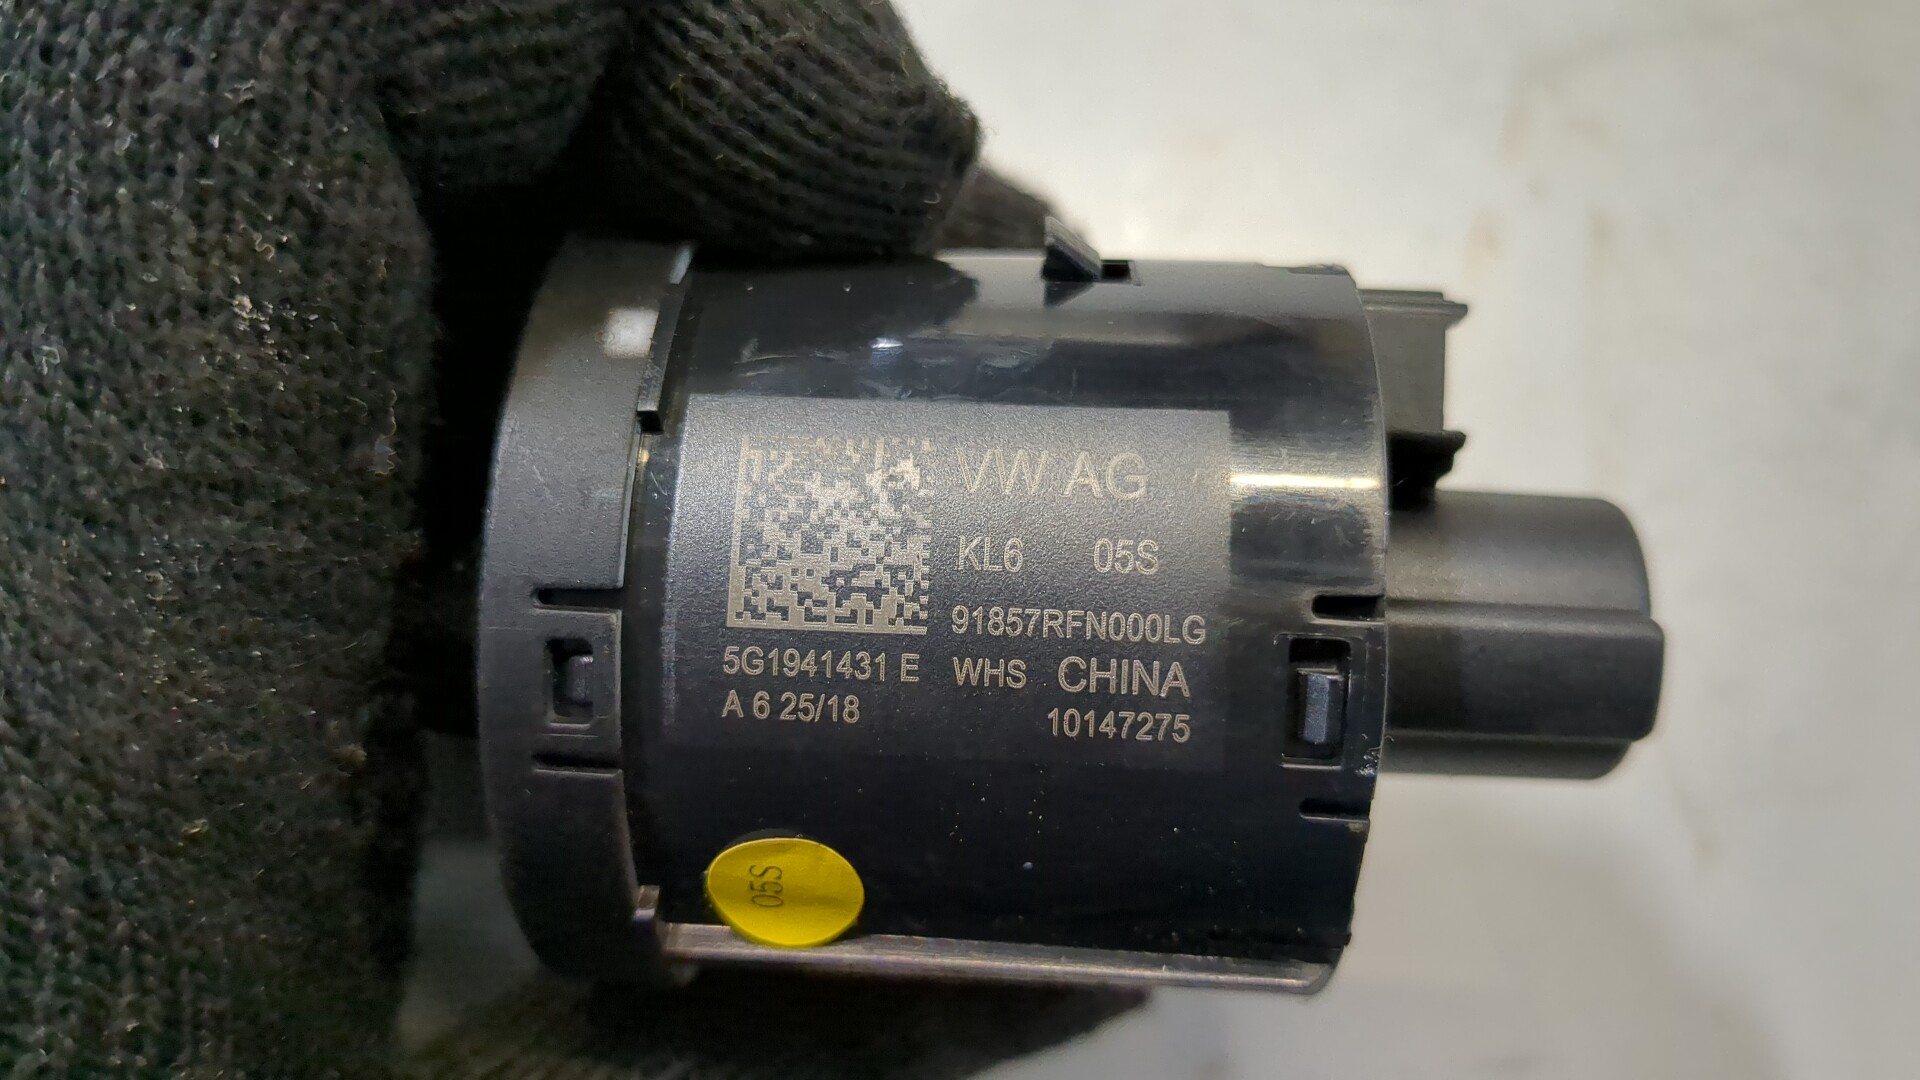 VW AG
KL6 05S
91857RFN000LG
5G1941431 E WHS CHINA
A 6 25/18 10147275
05S